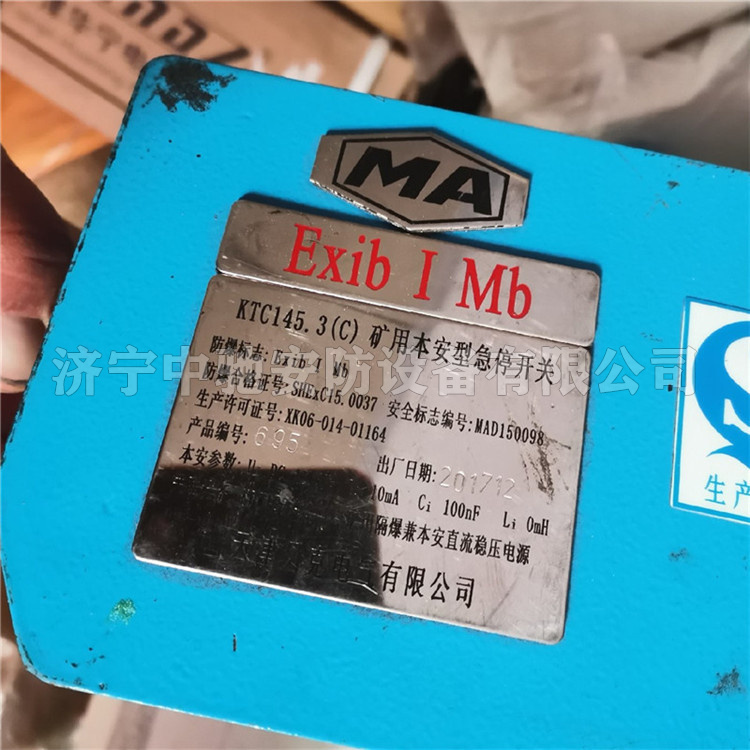 MA
Exib I Mb
KTC145.3(C) 矿用本安型急停开关
防爆标志: Exib I Mb
防爆合格证号: SHExC15.0037 安全标志编号: MAD150098
生产许可证号: XK06-014-01164
产品编号: 695 出厂日期: 201712
本安参数: 10mA Ci 100nF Li 0mH
隔爆兼本安直流稳压电源
天津 电 有限公司
生产
济宁中 安防设备有限公司